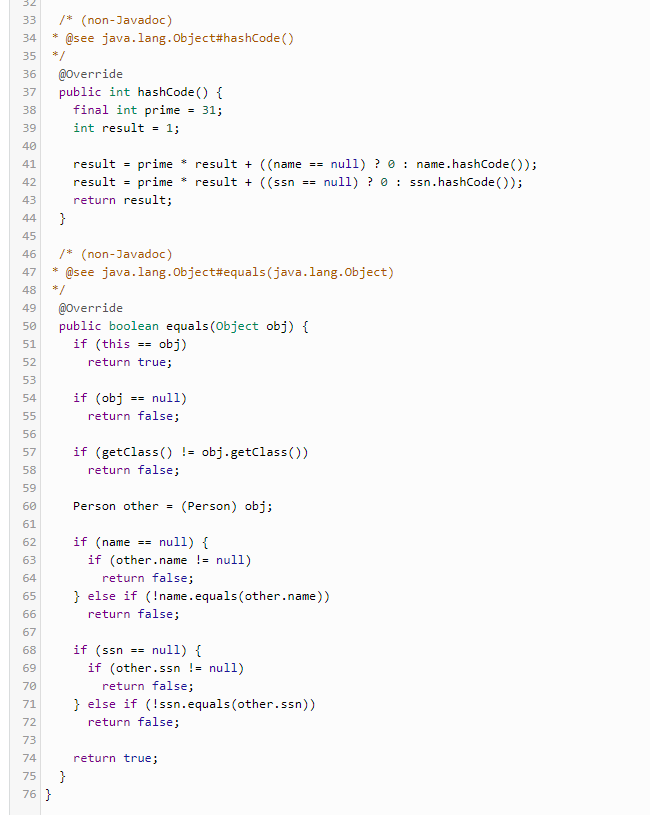 32
33 /* (non-Javadoc)
34 * @see java.lang.Object#hashCode()
35 */
36 @Override
37 public int hashCode() {
38 final int prime = 31;
39 int result = 1;
40
41 result = prime * result + ((name == null) ? 0 : name.hashCode());
42 result = prime * result + ((ssn == null) ? 0 : ssn.hashCode());
43 return result;
44 }
45
46 /* (non-Javadoc)
47 * @see java.lang.Object#equals(java.lang.Object)
48 */
49 @Override
50 public boolean equals(Object obj) {
51 if (this == obj)
52 return true;
53
54 if (obj == null)
55 return false;
56
57 if (getClass() != obj.getClass())
58 return false;
59
60 Person other = (Person) obj;
61
62 if (name == null) {
63 if (other.name != null)
64 return false;
65 } else if (!name.equals(other.name))
66 return false;
67
68 if (ssn == null) {
69 if (other.ssn != null)
70 return false;
71 } else if (!ssn.equals(other.ssn))
72 return false;
73
74 return true;
75 }
76 }